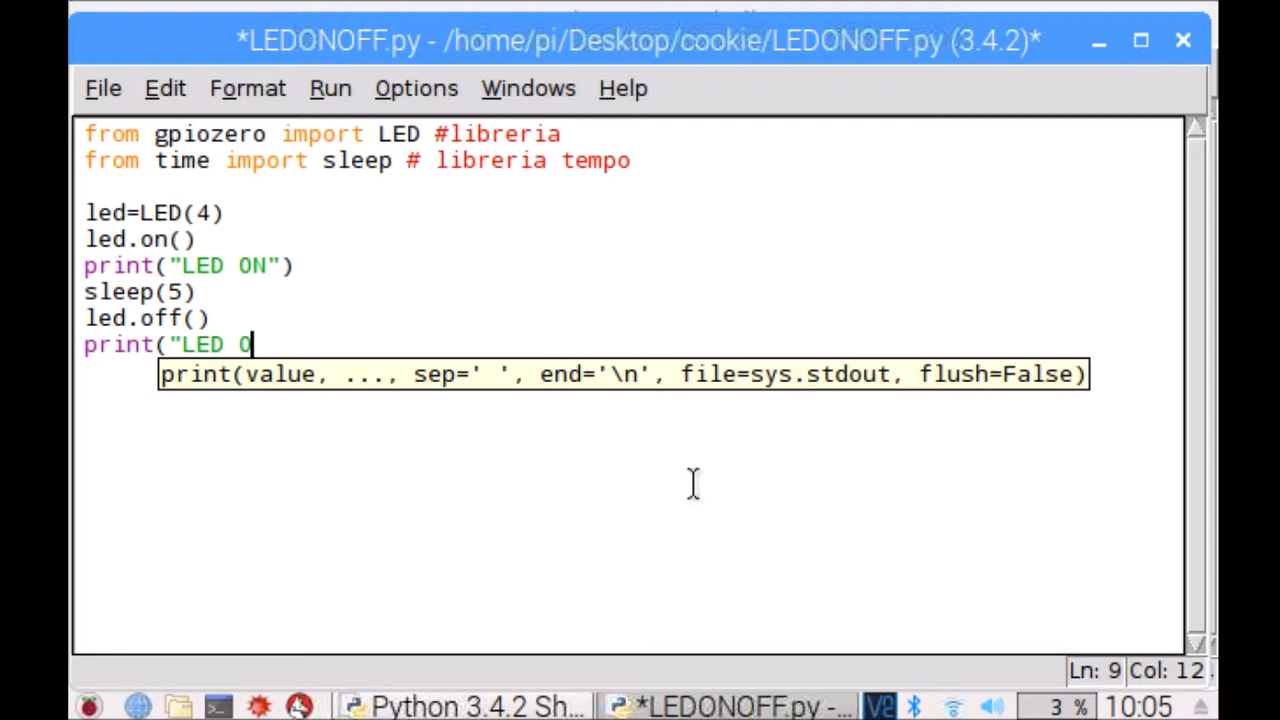 *LEDONOFF.py - /home/pi/Desktop/cookie/LEDONOFF.py (3.4.2)*
File Edit Format Run Options Windows Help
from gpiozero import LED #libreria
from time import sleep # libreria tempo
led=LED(4)
led.on()
print("LED ON")
sleep(5)
led.off()
print("LED O
print(value, ..., sep=' ', end='\n', file=sys.stdout, flush=False)
Ln: 9 Col: 12
Python 3.4.2 Sh... *LEDONOFF.py -... V2 3 % 10:05